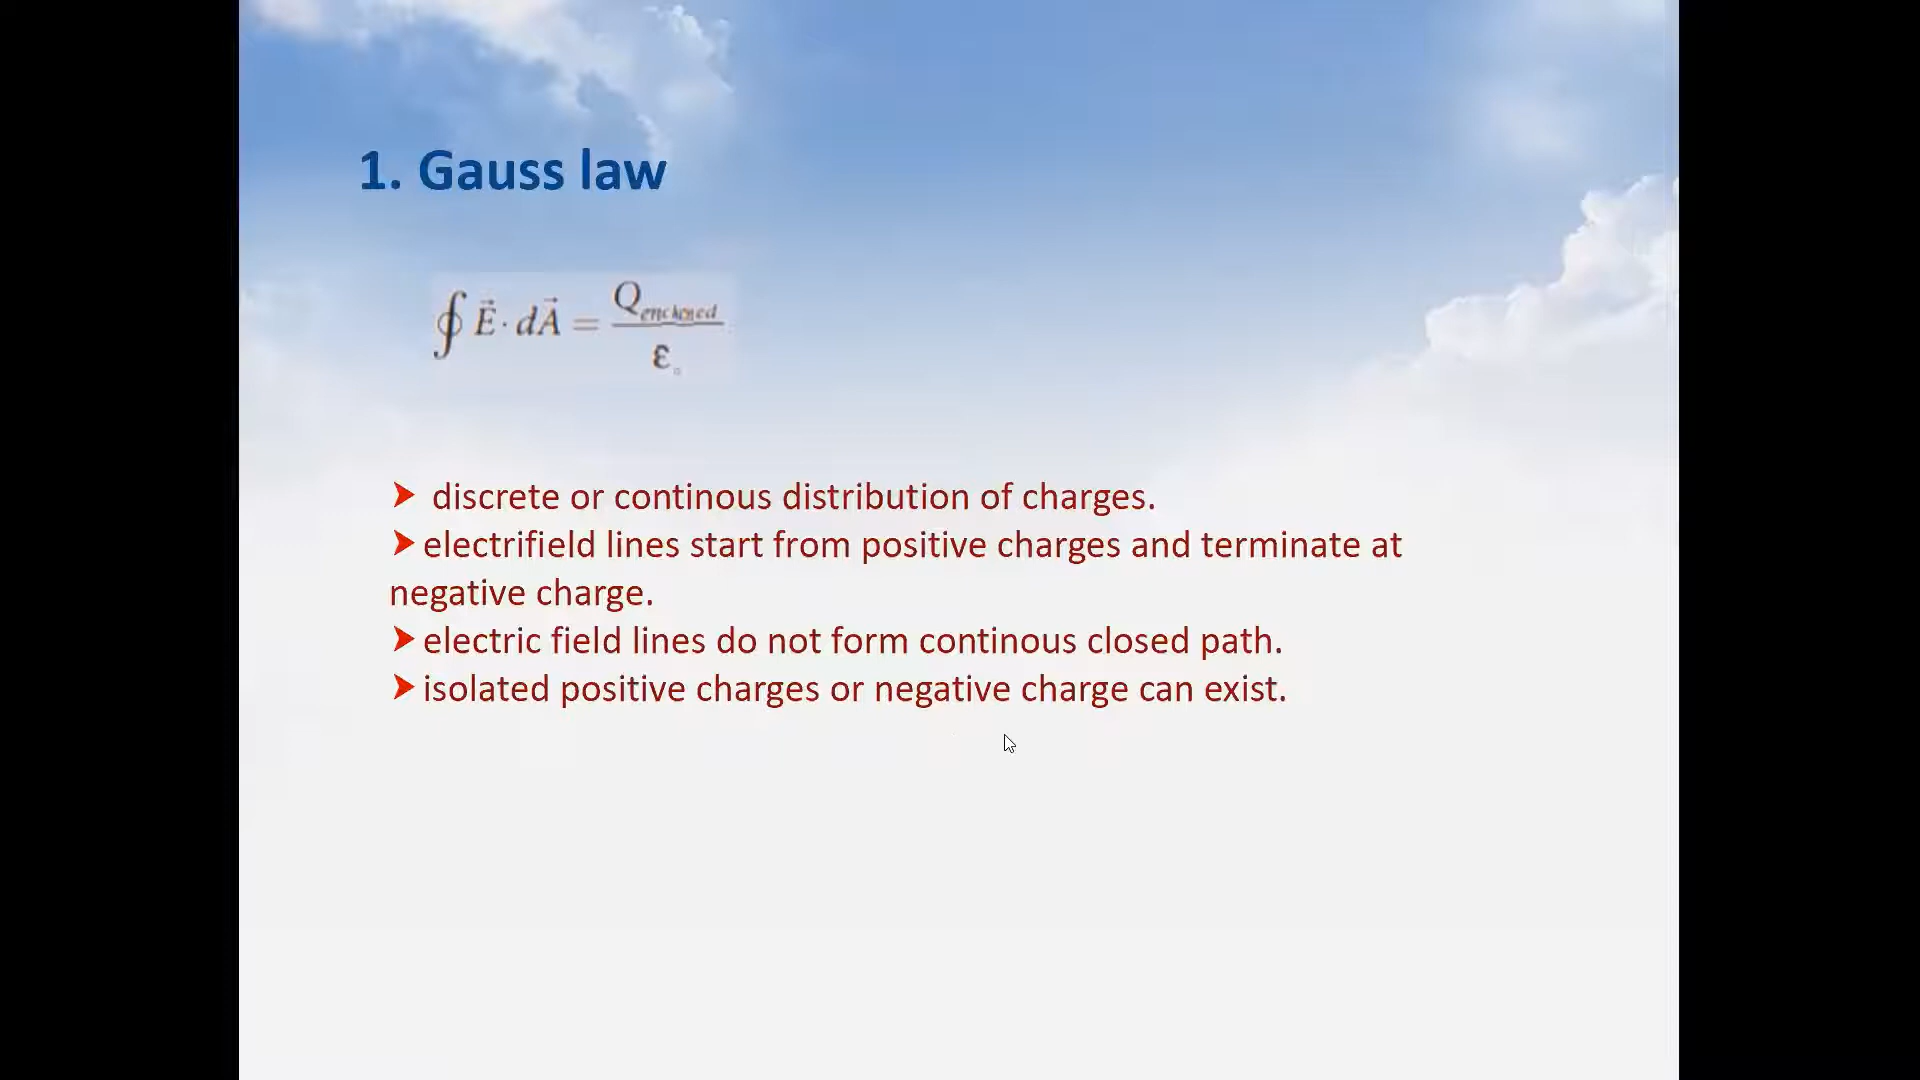 1. Gauss law
∮ E⃗ · dA⃗ = Q_enclosed / ε₀
➤ discrete or continous distribution of charges.
➤ electrifield lines start from positive charges and terminate at
negative charge.
➤ electric field lines do not form continous closed path.
➤ isolated positive charges or negative charge can exist.